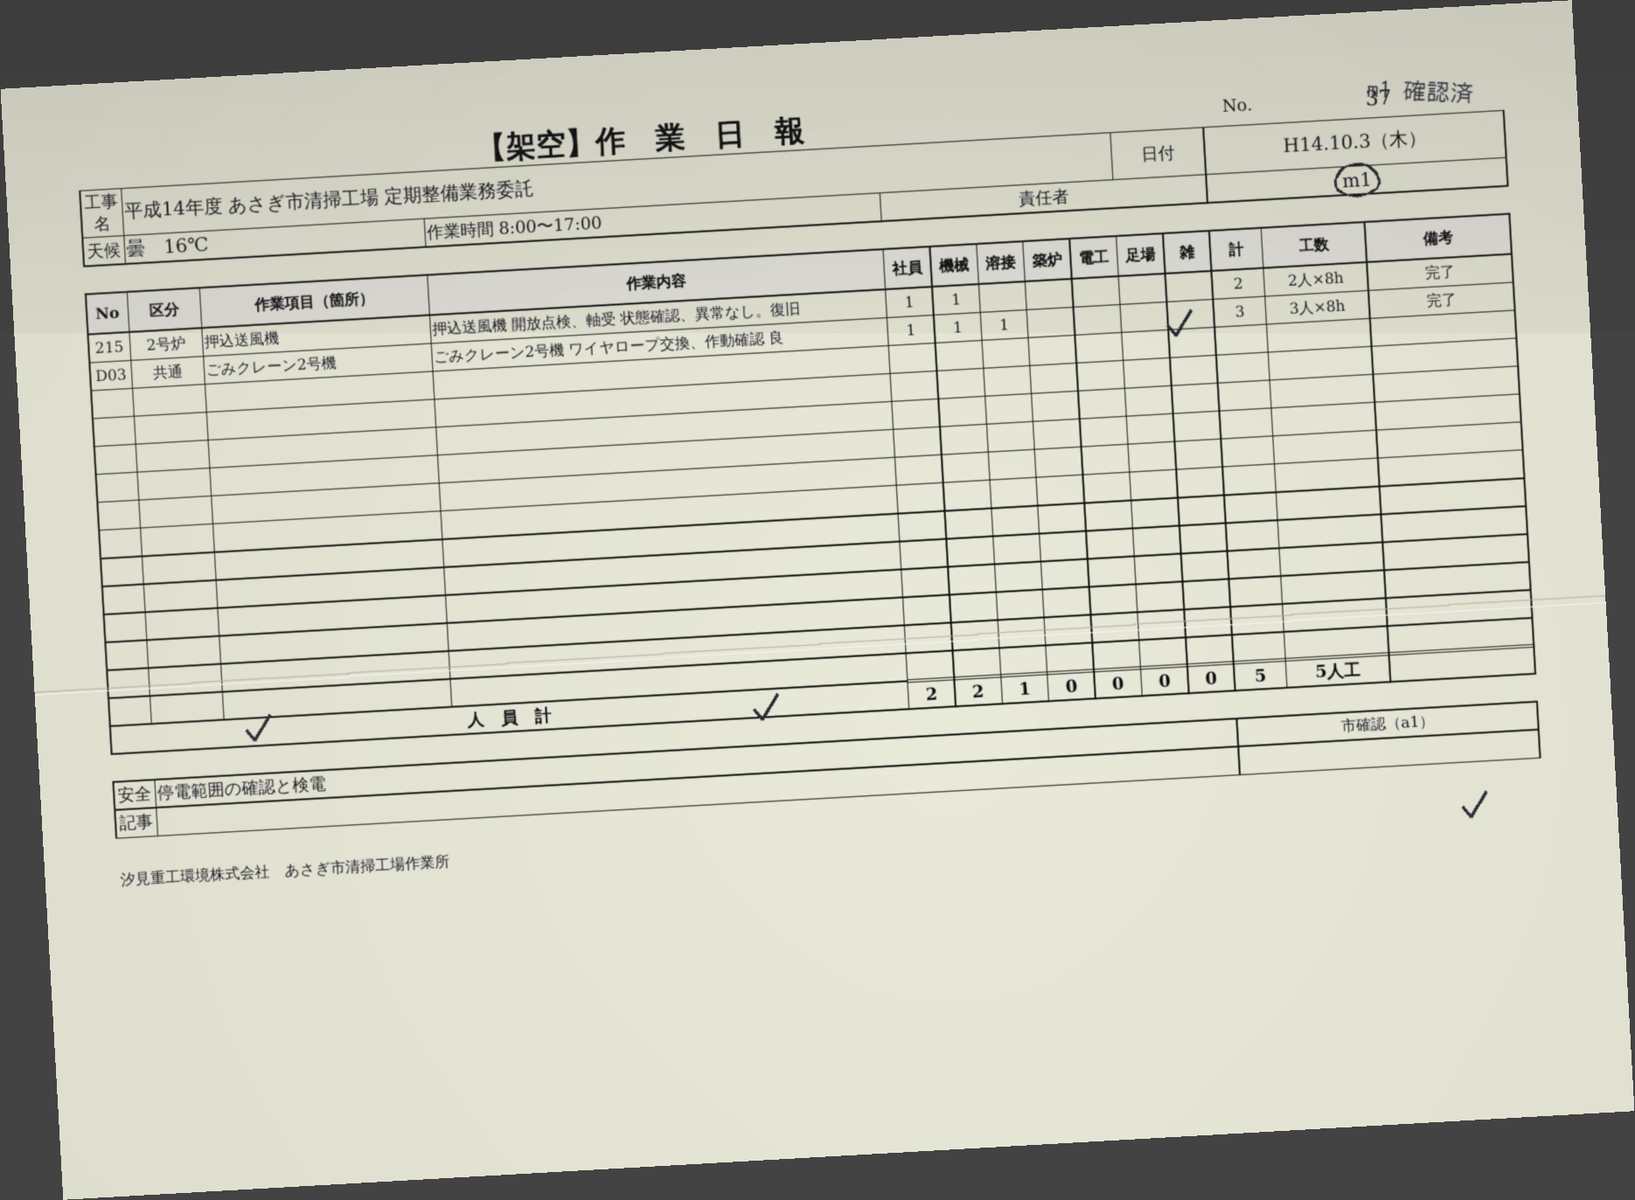 m1 確認済
No. 37
【架空】作 業 日 報
工事名 平成14年度 あさぎ市清掃工場 定期整備業務委託 日付 H14.10.3（木）
天候 曇 16℃ 作業時間 8:00〜17:00 責任者 m1
No 区分 作業項目（箇所） 作業内容 社員 機械 溶接 築炉 電工 足場 雑 計 工数 備考
215 2号炉 押込送風機 押込送風機 開放点検、軸受 状態確認、異常なし。復旧 1 1 2 2人×8h 完了
D03 共通 ごみクレーン2号機 ごみクレーン2号機 ワイヤロープ交換、作動確認 良 1 1 1 3 3人×8h 完了
人 員 計 2 2 1 0 0 0 0 5 5人工
市確認（a1）
安全 停電範囲の確認と検電
記事
汐見重工環境株式会社 あさぎ市清掃工場作業所